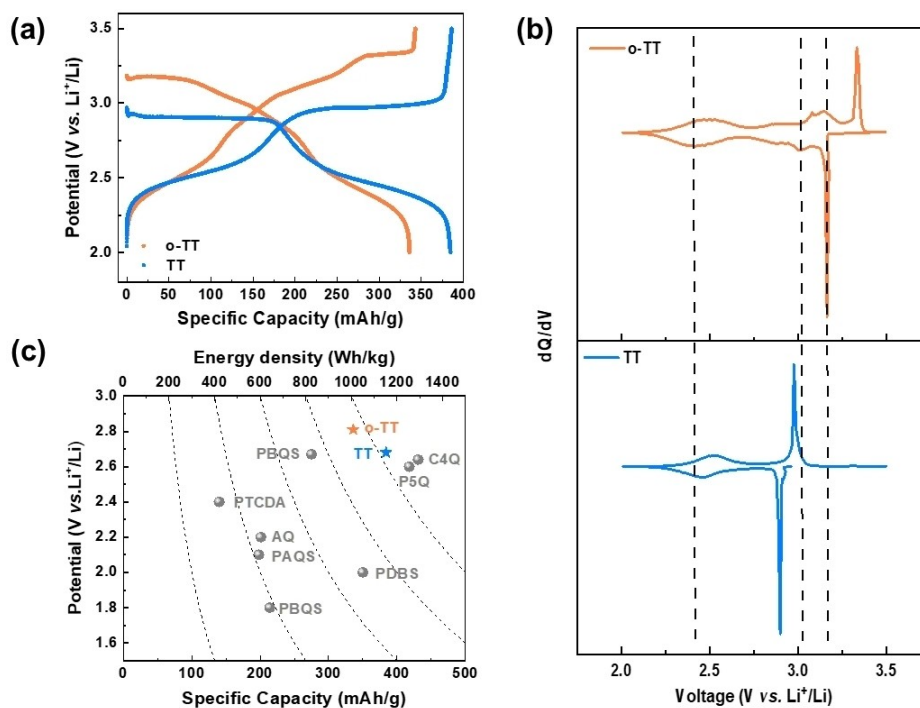 (a)
3.5
3.0
2.5
2.0
Potential (V vs. Li⁺/Li)
o-TT
TT
0 50 100 150 200 250 300 350 400
Specific Capacity (mAh/g)
(b)
o-TT
TT
dQ/dV
2.0 2.5 3.0 3.5
Voltage (V vs. Li⁺/Li)
(c)
Energy density (Wh/kg)
0 200 400 600 800 1000 1200 1400
3.0
2.8
2.6
2.4
2.2
2.0
1.8
1.6
Potential (V vs.Li⁺/Li)
o-TT
TT
C4Q
P5Q
PBQS
PTCDA
AQ
PAQS
PDBS
PBQS
0 100 200 300 400 500
Specific Capacity (mAh/g)